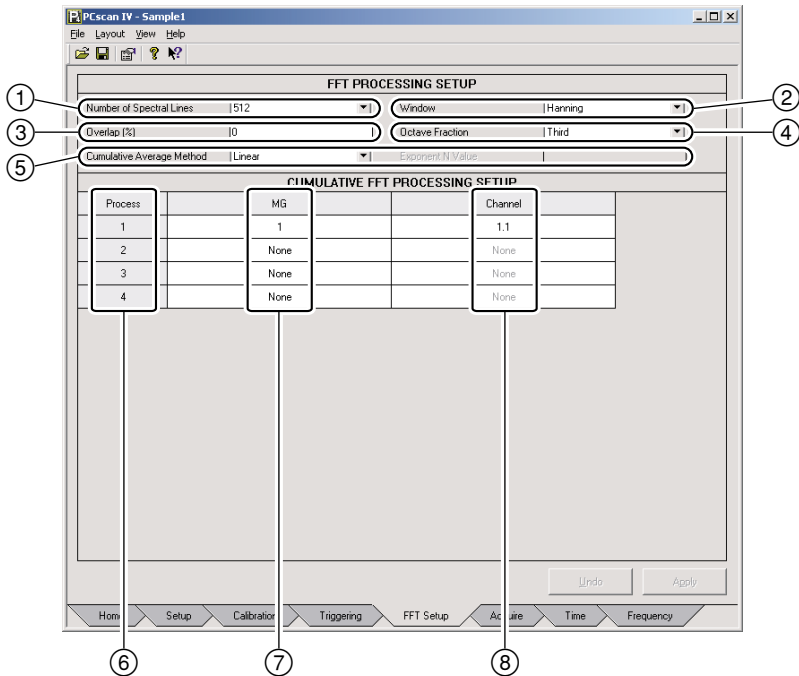 PCscan IV - Sample1
File Layout View Help
FFT PROCESSING SETUP
1 Number of Spectral Lines 512 Window Hanning 2
3 Overlap (%) 0 Octave Fraction Third 4
5 Cumulative Average Method Linear Exponent N Value
CUMULATIVE FFT PROCESSING SETUP
Process MG Channel
1 1 1.1
2 None None
3 None None
4 None None
Undo Apply
Home Setup Calibration Triggering FFT Setup Acquire Time Frequency
6 7 8